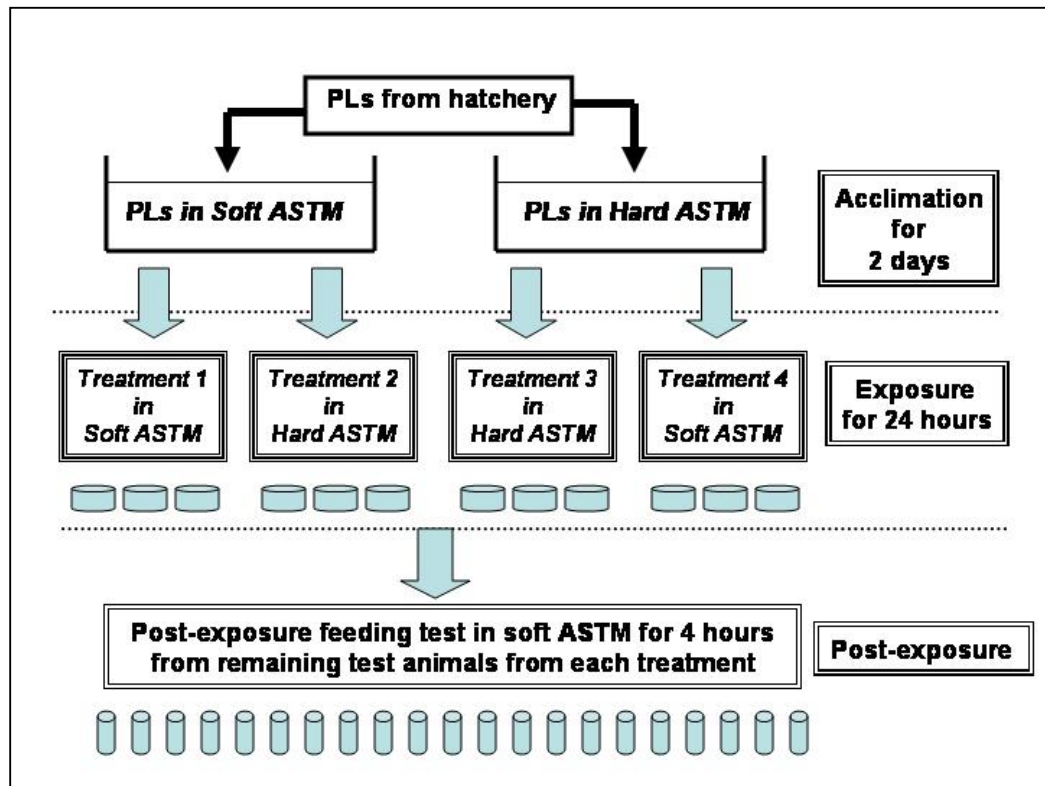 PLs from hatchery
PLs in Soft ASTM
PLs in Hard ASTM
Acclimation
for
2 days
Treatment 1
in
Soft ASTM
Treatment 2
in
Hard ASTM
Treatment 3
in
Hard ASTM
Treatment 4
in
Soft ASTM
Exposure
for 24 hours
Post-exposure feeding test in soft ASTM for 4 hours
from remaining test animals from each treatment
Post-exposure